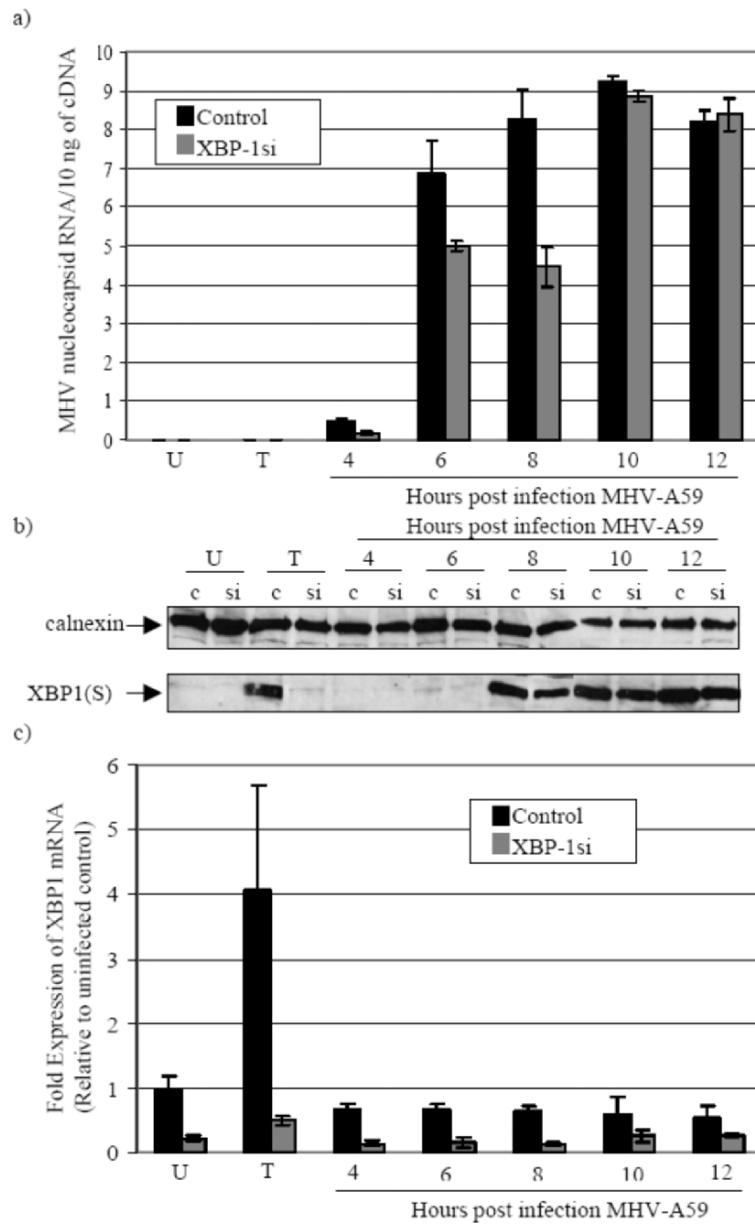 a)
MHV nucleocapsid RNA/10 ng of cDNA
10
9
8
7
6
5
4
3
2
1
0
Control
XBP-1si
U T 4 6 8 10 12
Hours post infection MHV-A59
b)
Hours post infection MHV-A59
U T 4 6 8 10 12
c si c si c si c si c si c si c si
calnexin
XBP1(S)
c)
Fold Expression of XBP1 mRNA
(Relative to uninfected control)
6
5
4
3
2
1
0
Control
XBP-1si
U T 4 6 8 10 12
Hours post infection MHV-A59